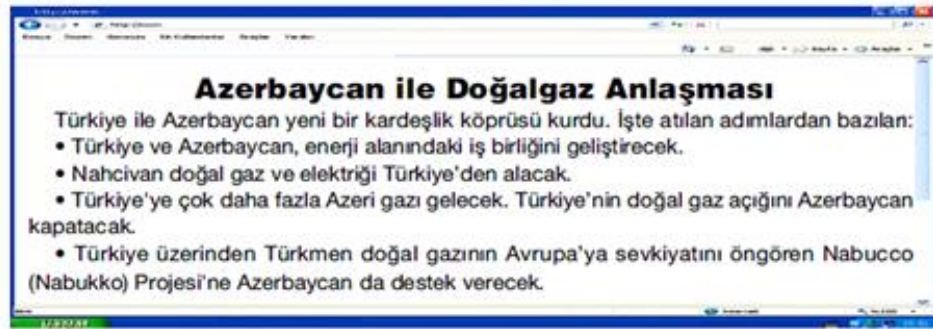 Azerbaycan ile Doğalgaz Anlaşması
Türkiye ile Azerbaycan yeni bir kardeşlik köprüsü kurdu. İşte atılan adımlardan bazıları:
• Türkiye ve Azerbaycan, enerji alanındaki iş birliğini geliştirecek.
• Nahcivan doğal gaz ve elektriği Türkiye'den alacak.
• Türkiye'ye çok daha fazla Azeri gazı gelecek. Türkiye'nin doğal gaz açığını Azerbaycan
kapatacak.
• Türkiye üzerinden Türkmen doğal gazının Avrupa'ya sevkiyatını öngören Nabucco
(Nabukko) Projesi'ne Azerbaycan da destek verecek.